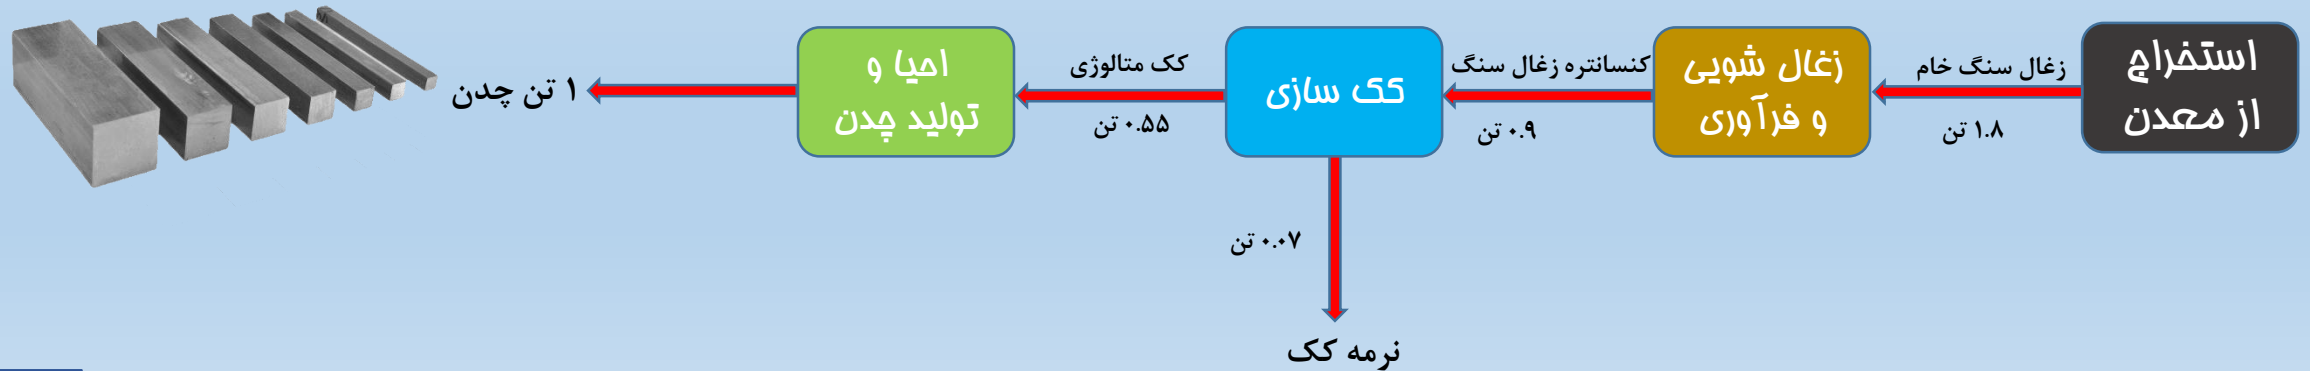 استخراج
از معدن
زغال سنگ خام
۱.۸ تن
زغال شویی
و فرآوری
کنسانتره زغال سنگ
۰.۹ تن
کک سازی
کک متالوژی
۰.۵۵ تن
احیا و
تولید چدن
۱ تن چدن
۰.۰۷ تن
نرمه کک